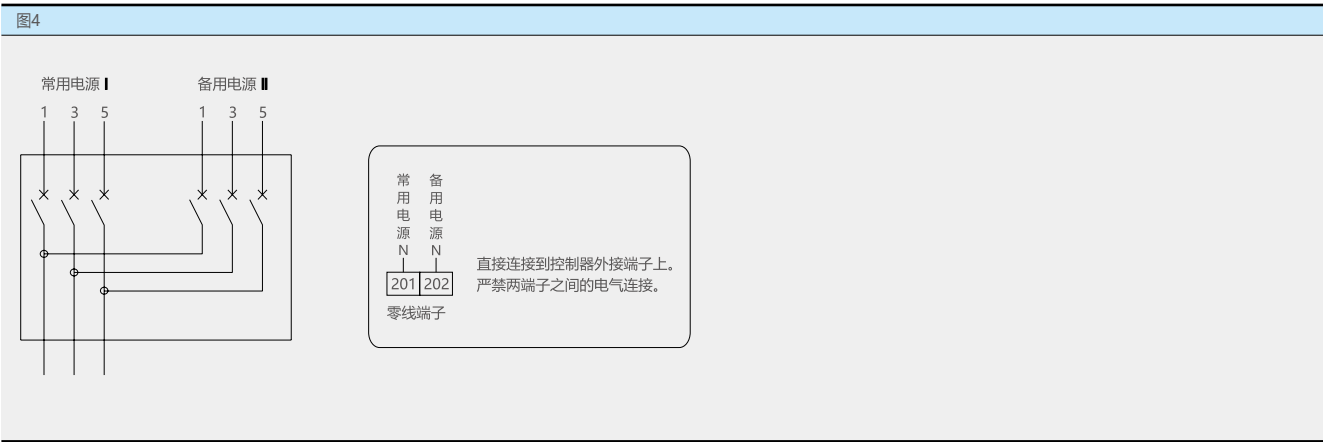 图4
常用电源 I
备用电源 II
1 3 5
1 3 5
常用电源N
备用电源N
201 202
零线端子
直接连接到控制器外接端子上。
严禁两端子之间的电气连接。